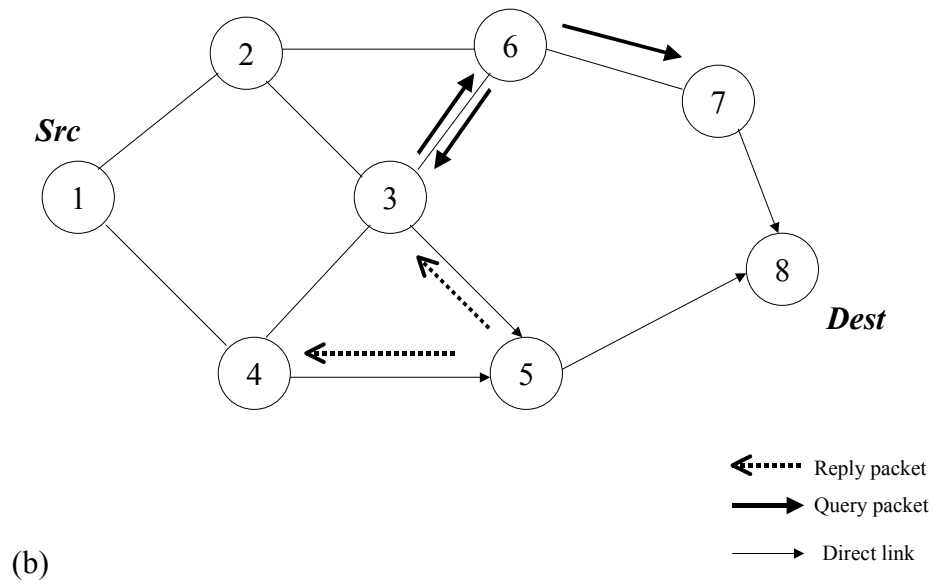 2
6
7
Src
1
3
8
Dest
4
5
Reply packet
Query packet
Direct link
(b)